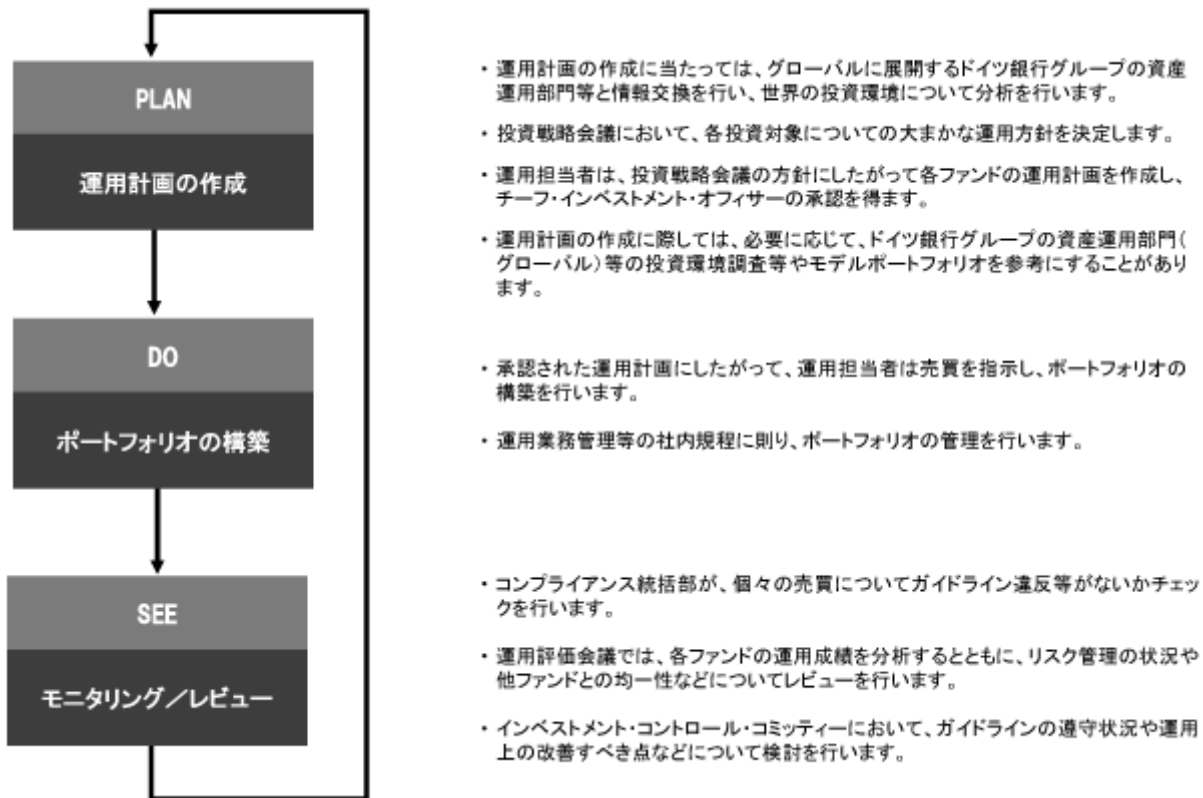 PLAN
運用計画の作成
・運用計画の作成に当たっては、グローバルに展開するドイツ銀行グループの資産
運用部門等と情報交換を行い、世界の投資環境について分析を行います。
・投資戦略会議において、各投資対象についての大まかな運用方針を決定します。
・運用担当者は、投資戦略会議の方針にしたがって各ファンドの運用計画を作成し、
チーフ・インベストメント・オフィサーの承認を得ます。
・運用計画の作成に際しては、必要に応じて、ドイツ銀行グループの資産運用部門(
グローバル)等の投資環境調査等やモデルポートフォリオを参考にすることがあり
ます。
DO
ポートフォリオの構築
・承認された運用計画にしたがって、運用担当者は売買を指示し、ポートフォリオの
構築を行います。
・運用業務管理等の社内規程に則り、ポートフォリオの管理を行います。
SEE
モニタリング/レビュー
・コンプライアンス統括部が、個々の売買についてガイドライン違反等がないかチェッ
クを行います。
・運用評価会議では、各ファンドの運用成績を分析するとともに、リスク管理の状況や
他ファンドとの均一性などについてレビューを行います。
・インベストメント・コントロール・コミッティーにおいて、ガイドラインの遵守状況や運用
上の改善すべき点などについて検討を行います。